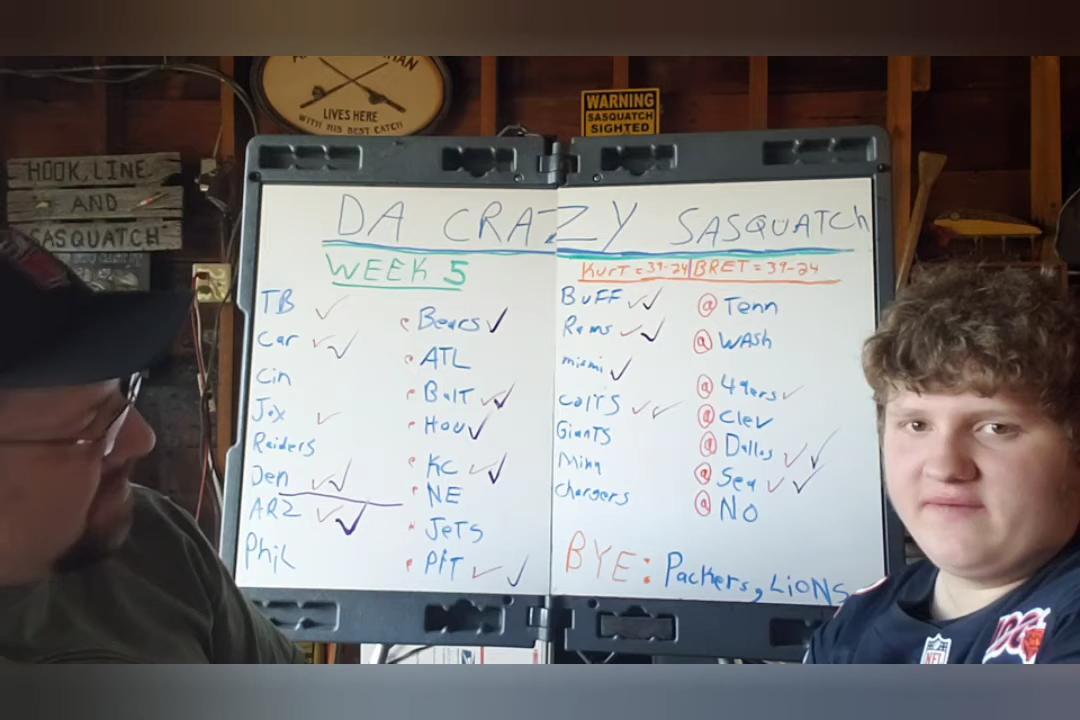 LIVES HERE
WITH HIS BEST CATCH
WARNING
SASQUATCH
SIGHTED
HOOK, LINE
AND
SASQUATCH
DA CRAZY SASQUATCH
WEEK 5
KURT = 39-24 | BRET = 39-24
TB ✓ Bears ✓
Car ✓✓ ATL
Cin BalT ✓✓
Jax ✓ Hou ✓
Raiders KC ✓✓
Den ✓✓ NE
ARZ ✓✓ JeTS
Phil PiT ✓✓
BuFF ✓✓ @ Tenn
Rams ✓✓ @ WASh
miami ✓ @ 49ers ✓
colTS ✓✓ @ Clev
GianTS @ Dallas ✓✓
Minn @ Sea ✓✓
Chargers @ NO
BYE: Packers, LiONS
NFL